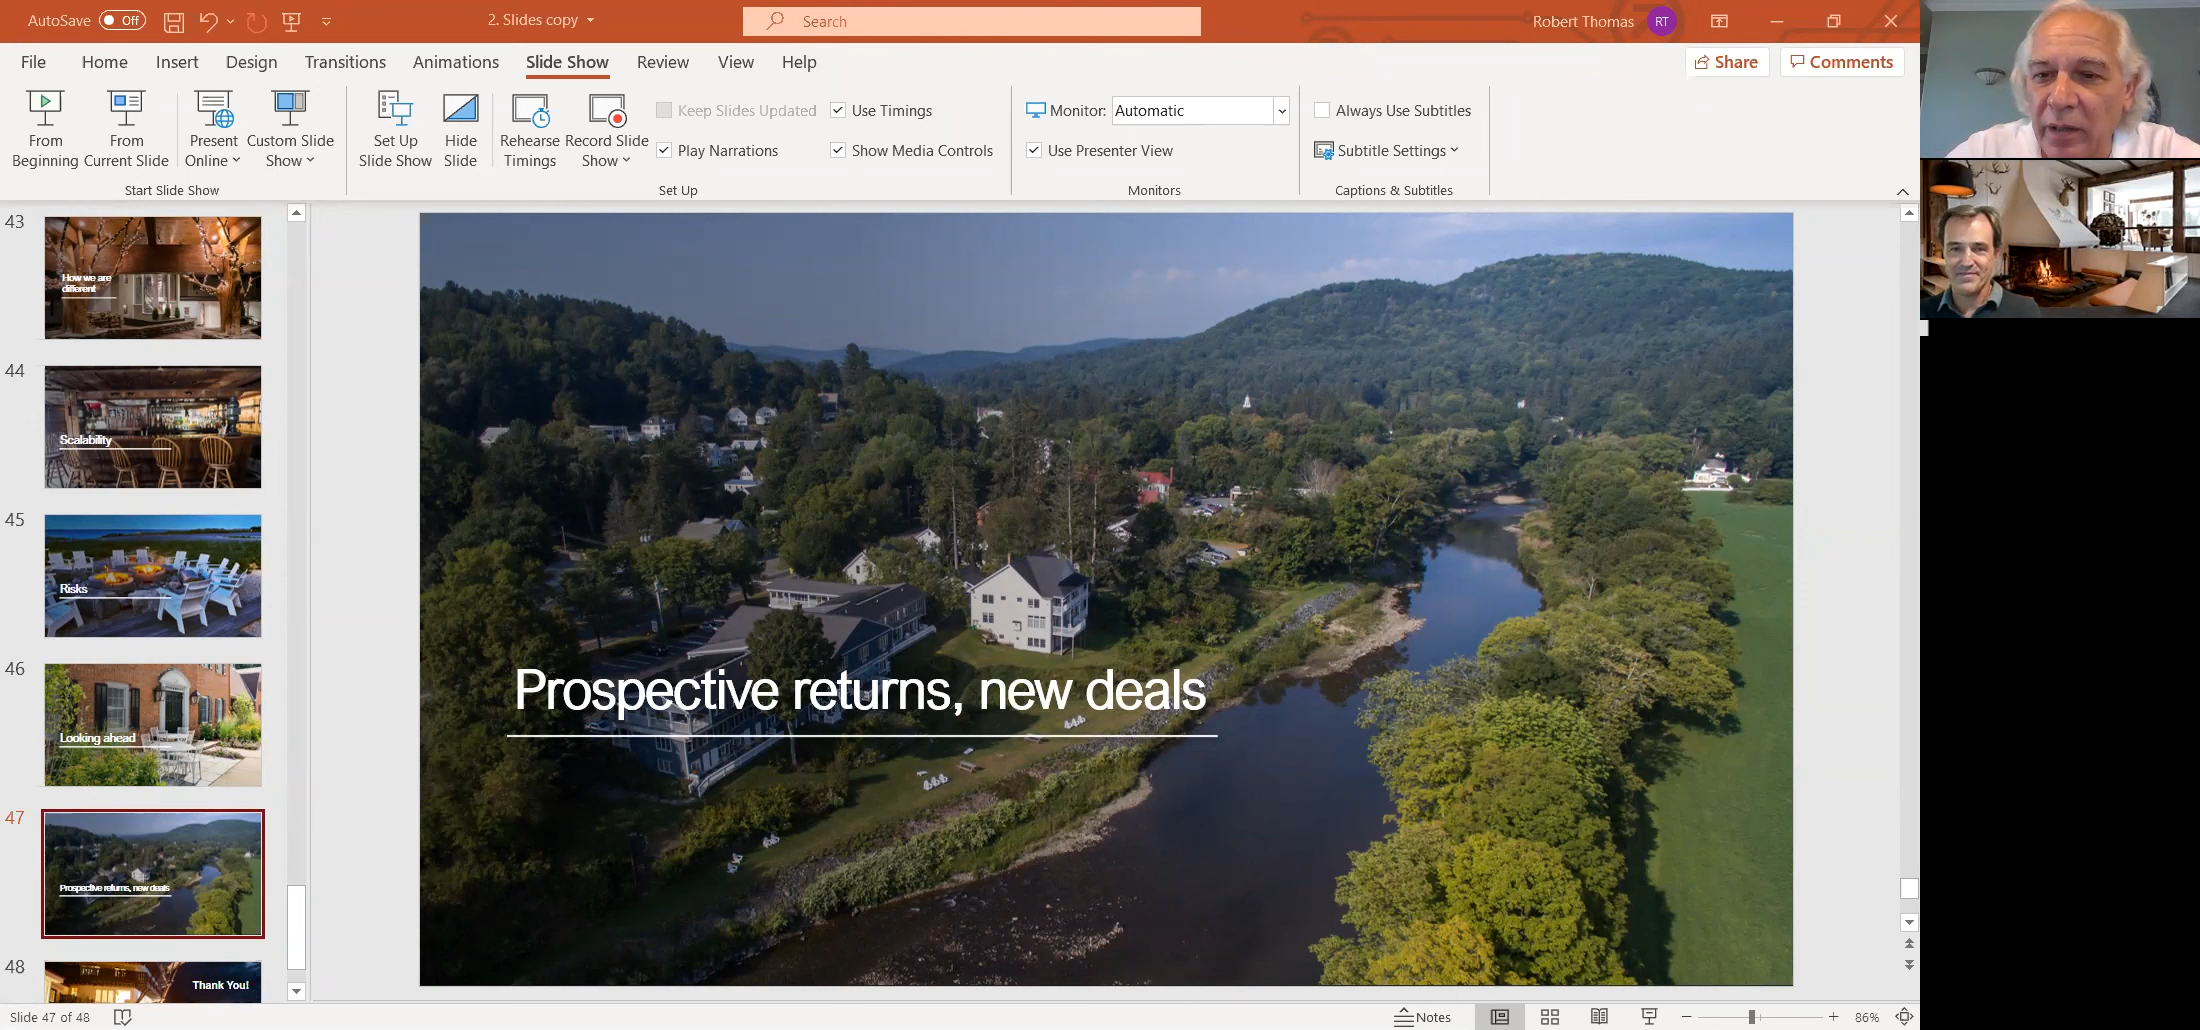 AutoSave Off
2. Slides copy
Search
Robert Thomas RT
File Home Insert Design Transitions Animations Slide Show Review View Help
Share Comments
From Beginning
From Current Slide
Present Online
Custom Slide Show
Set Up Slide Show
Hide Slide
Rehearse Timings
Record Slide Show
Keep Slides Updated
Use Timings
Play Narrations
Show Media Controls
Monitor: Automatic
Use Presenter View
Always Use Subtitles
Subtitle Settings
Start Slide Show
Set Up
Monitors
Captions & Subtitles
43
How we are
different
44
Scalability
45
Risks
46
Looking ahead
47
Prospective returns, new deals
48
Thank You!
Prospective returns, new deals
Slide 47 of 48
Notes
86%